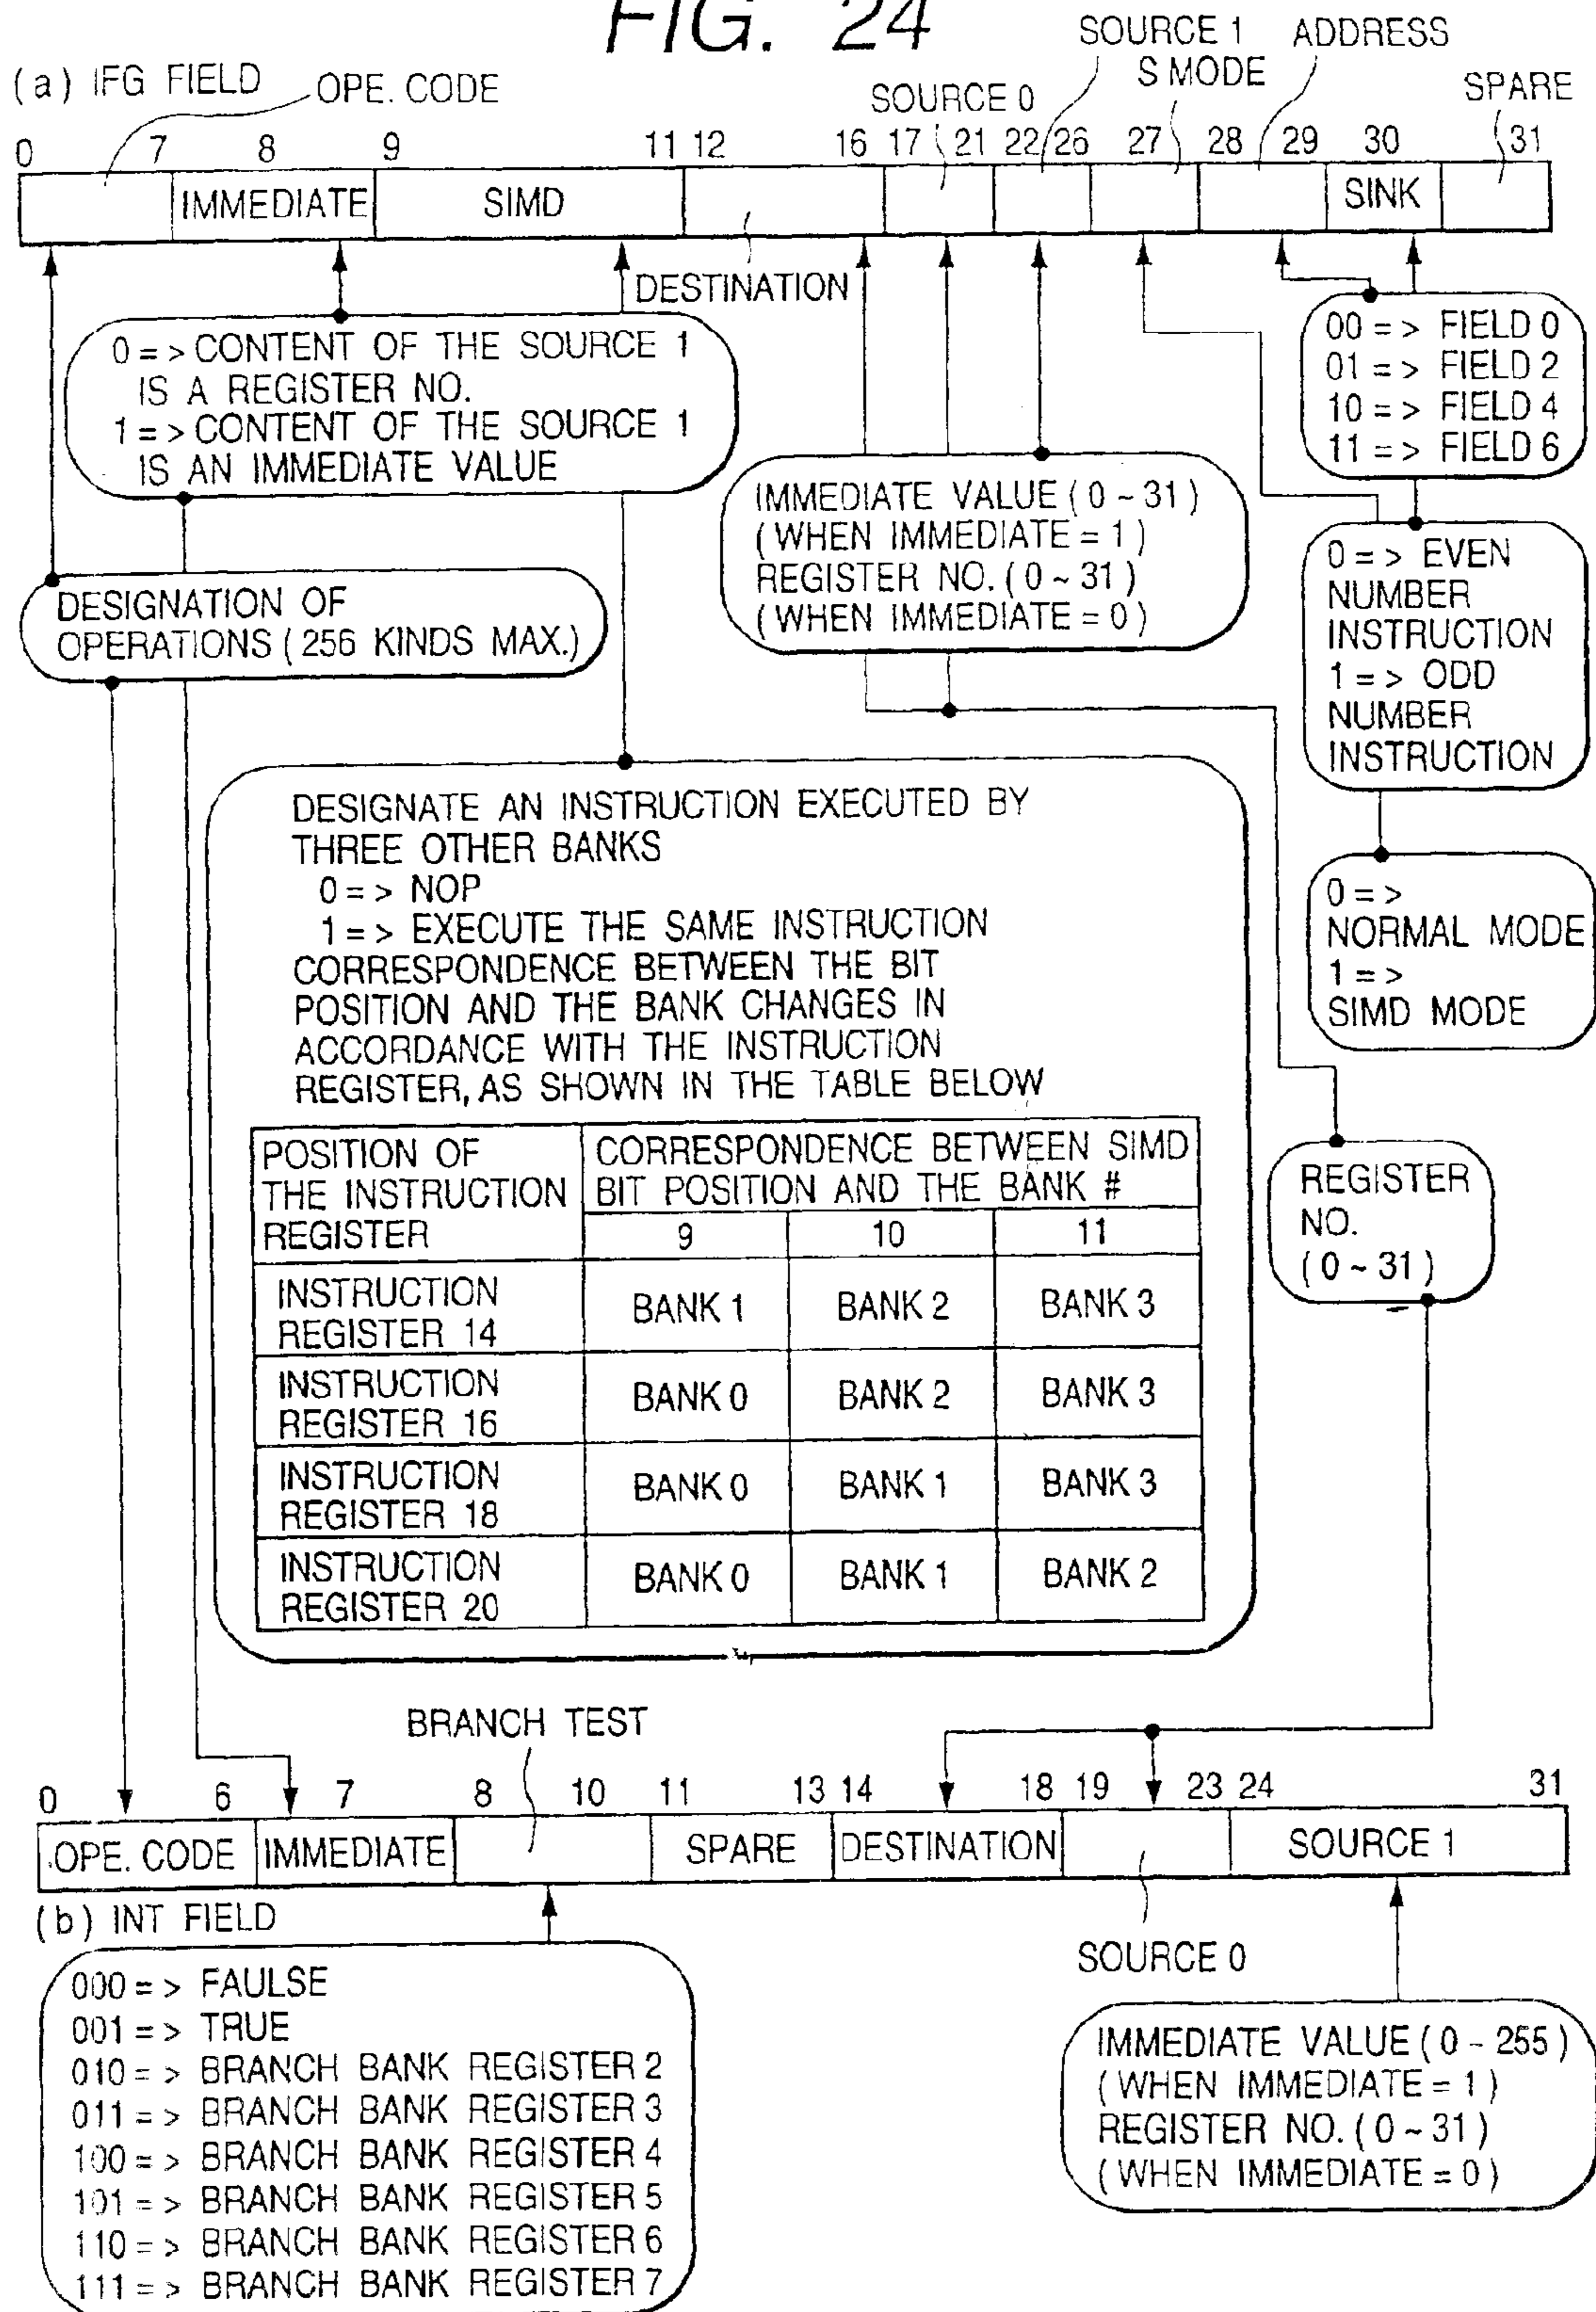 FIG. 24
(a) IFG FIELD
OPE. CODE
SOURCE 0
SOURCE 1
S MODE
ADDRESS
SPARE
0 7 8 9 11 12 16 17 21 22 26 27 28 29 30 31
IMMEDIATE SIMD SINK
DESTINATION
0 = > CONTENT OF THE SOURCE 1
IS A REGISTER NO.
1 = > CONTENT OF THE SOURCE 1
IS AN IMMEDIATE VALUE
00 = > FIELD 0
01 = > FIELD 2
10 = > FIELD 4
11 = > FIELD 6
IMMEDIATE VALUE ( 0 ~ 31 )
( WHEN IMMEDIATE = 1 )
REGISTER NO. ( 0 ~ 31 )
( WHEN IMMEDIATE = 0 )
0 = > EVEN
NUMBER
INSTRUCTION
1 = > ODD
NUMBER
INSTRUCTION
DESIGNATION OF
OPERATIONS ( 256 KINDS MAX. )
DESIGNATE AN INSTRUCTION EXECUTED BY
THREE OTHER BANKS
0 = > NOP
1 = > EXECUTE THE SAME INSTRUCTION
CORRESPONDENCE BETWEEN THE BIT
POSITION AND THE BANK CHANGES IN
ACCORDANCE WITH THE INSTRUCTION
REGISTER, AS SHOWN IN THE TABLE BELOW
0 = >
NORMAL MODE
1 = >
SIMD MODE
POSITION OF
THE INSTRUCTION
REGISTER
CORRESPONDENCE BETWEEN SIMD
BIT POSITION AND THE BANK #
9 10 11
INSTRUCTION
REGISTER 14
BANK 1 BANK 2 BANK 3
INSTRUCTION
REGISTER 16
BANK 0 BANK 2 BANK 3
INSTRUCTION
REGISTER 18
BANK 0 BANK 1 BANK 3
INSTRUCTION
REGISTER 20
BANK 0 BANK 1 BANK 2
REGISTER
NO.
( 0 ~ 31 )
BRANCH TEST
0 6 7 8 10 11 13 14 18 19 23 24 31
OPE. CODE IMMEDIATE SPARE DESTINATION SOURCE 1
(b) INT FIELD
SOURCE 0
000 = > FAULSE
001 = > TRUE
010 = > BRANCH BANK REGISTER 2
011 = > BRANCH BANK REGISTER 3
100 = > BRANCH BANK REGISTER 4
101 = > BRANCH BANK REGISTER 5
110 = > BRANCH BANK REGISTER 6
111 = > BRANCH BANK REGISTER 7
IMMEDIATE VALUE ( 0 - 255 )
( WHEN IMMEDIATE = 1 )
REGISTER NO. ( 0 ~ 31 )
( WHEN IMMEDIATE = 0 )